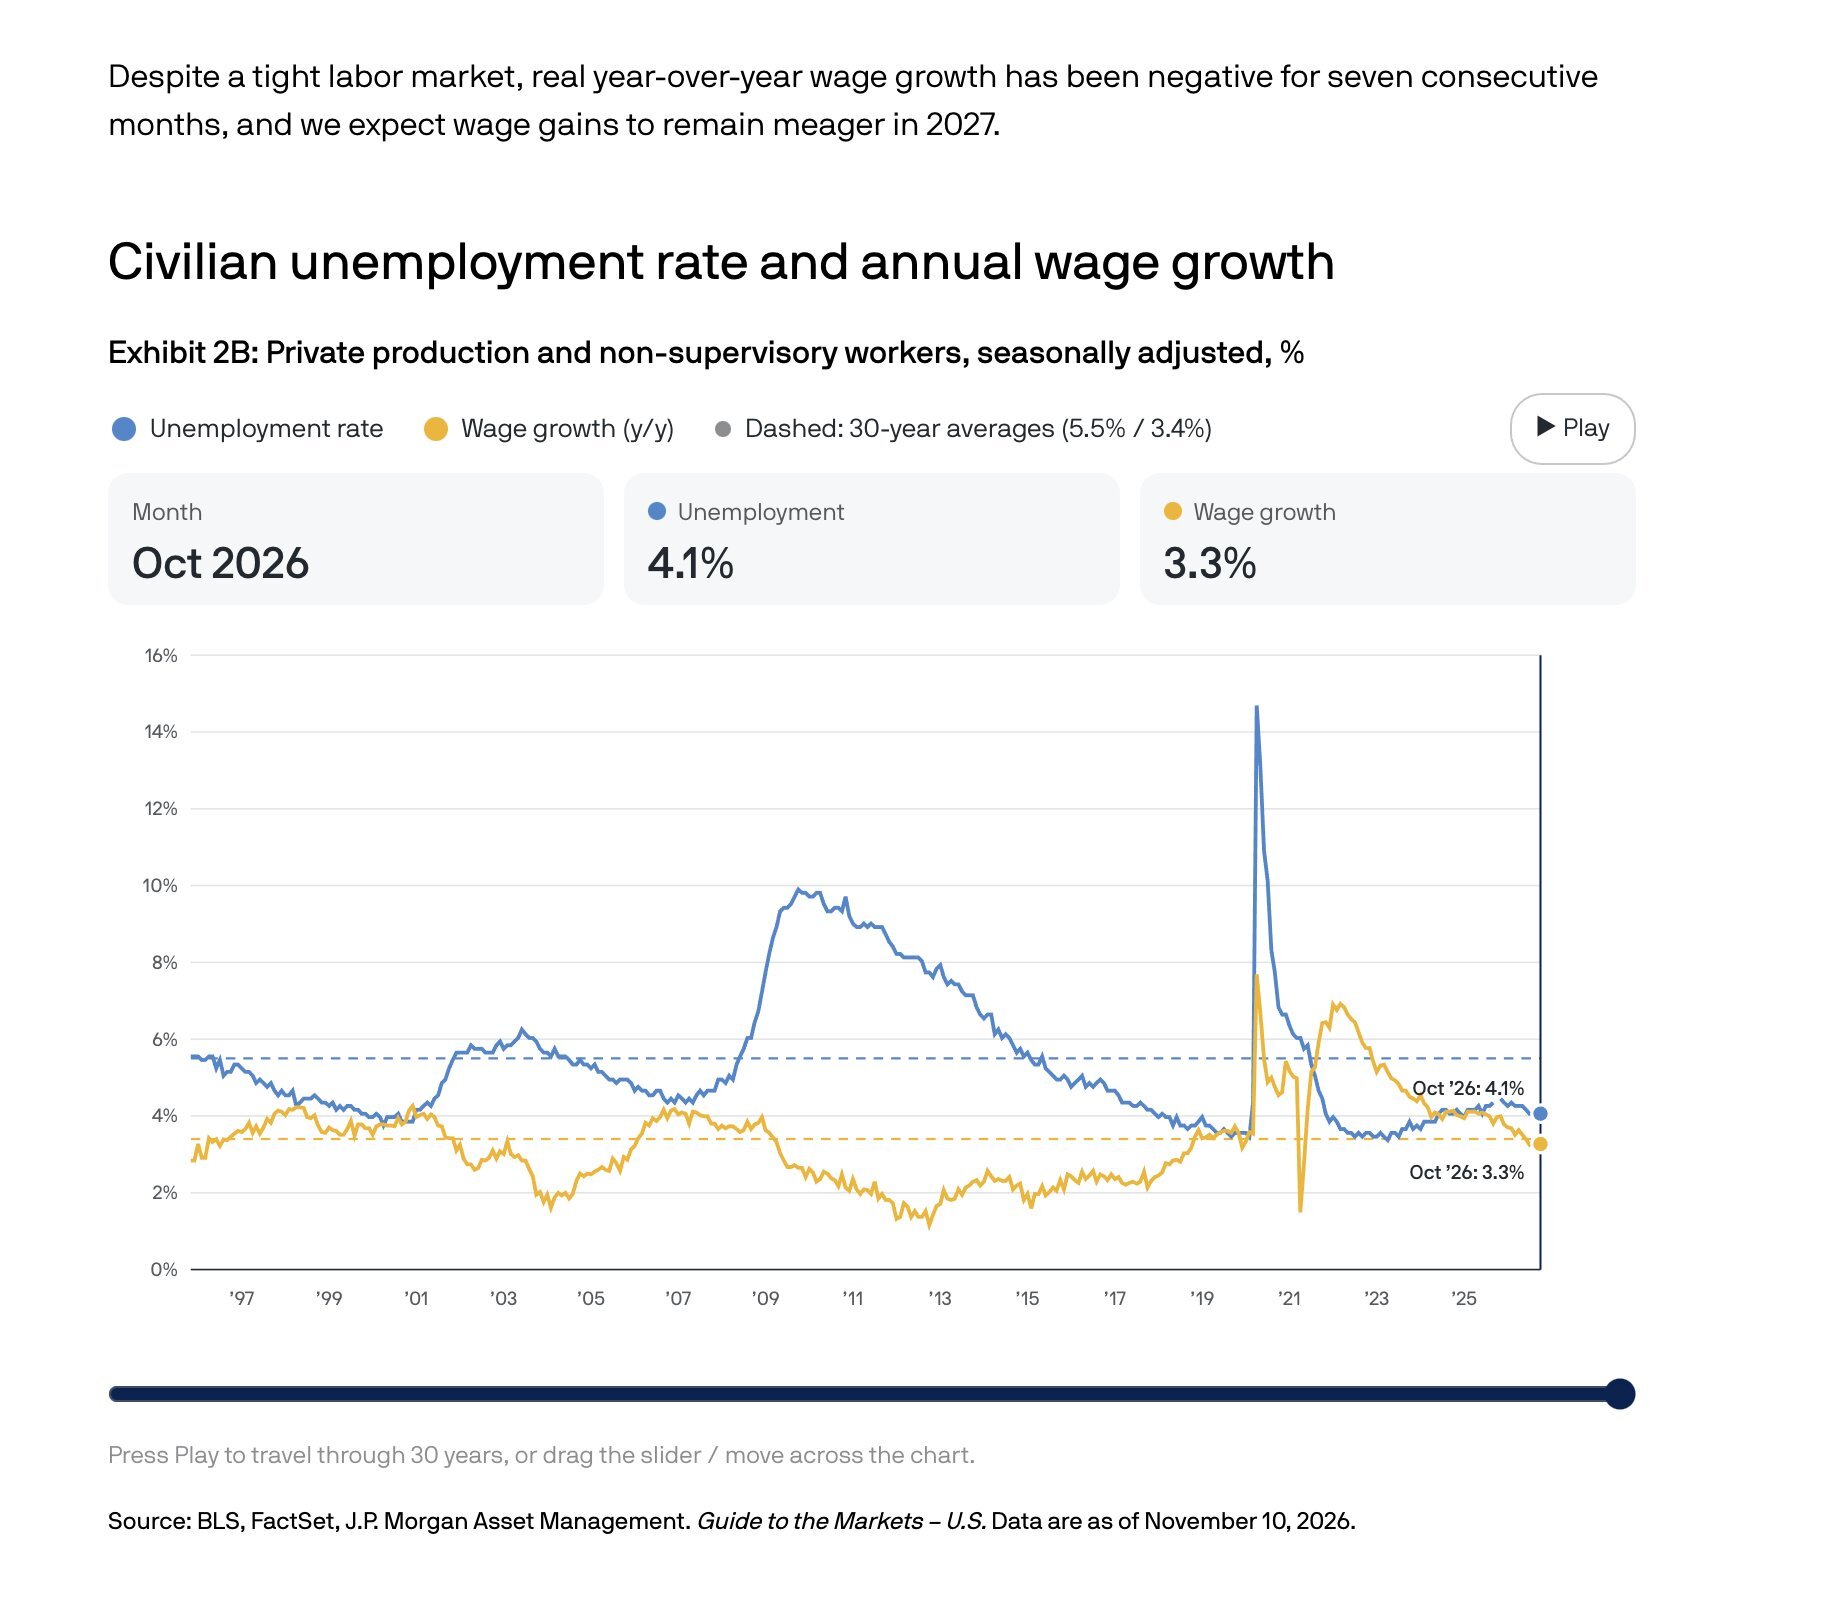 Despite a tight labor market, real year-over-year wage growth has been negative for seven consecutive
months, and we expect wage gains to remain meager in 2027.
Civilian unemployment rate and annual wage growth
Exhibit 2B: Private production and non-supervisory workers, seasonally adjusted, %
Unemployment rate
Wage growth (y/y)
Dashed: 30-year averages (5.5% / 3.4%)
Play
Month
Oct 2026
Unemployment
4.1%
Wage growth
3.3%
16%
14%
12%
10%
8%
6%
4%
2%
0%
Oct ’26: 4.1%
Oct ’26: 3.3%
’97
’99
’01
’03
’05
’07
’09
’11
’13
’15
’17
’19
’21
’23
’25
Press Play to travel through 30 years, or drag the slider / move across the chart.
Source: BLS, FactSet, J.P. Morgan Asset Management. Guide to the Markets – U.S. Data are as of November 10, 2026.